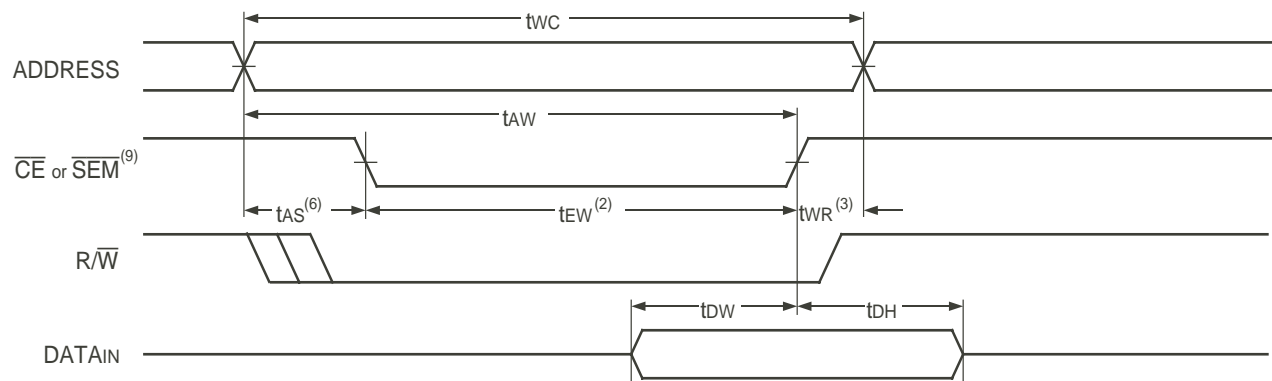 tWC
ADDRESS
tAW
CE or SEM(9)
tAS(6) tEW(2) tWR(3)
R/W
tDW tDH
DATAIN